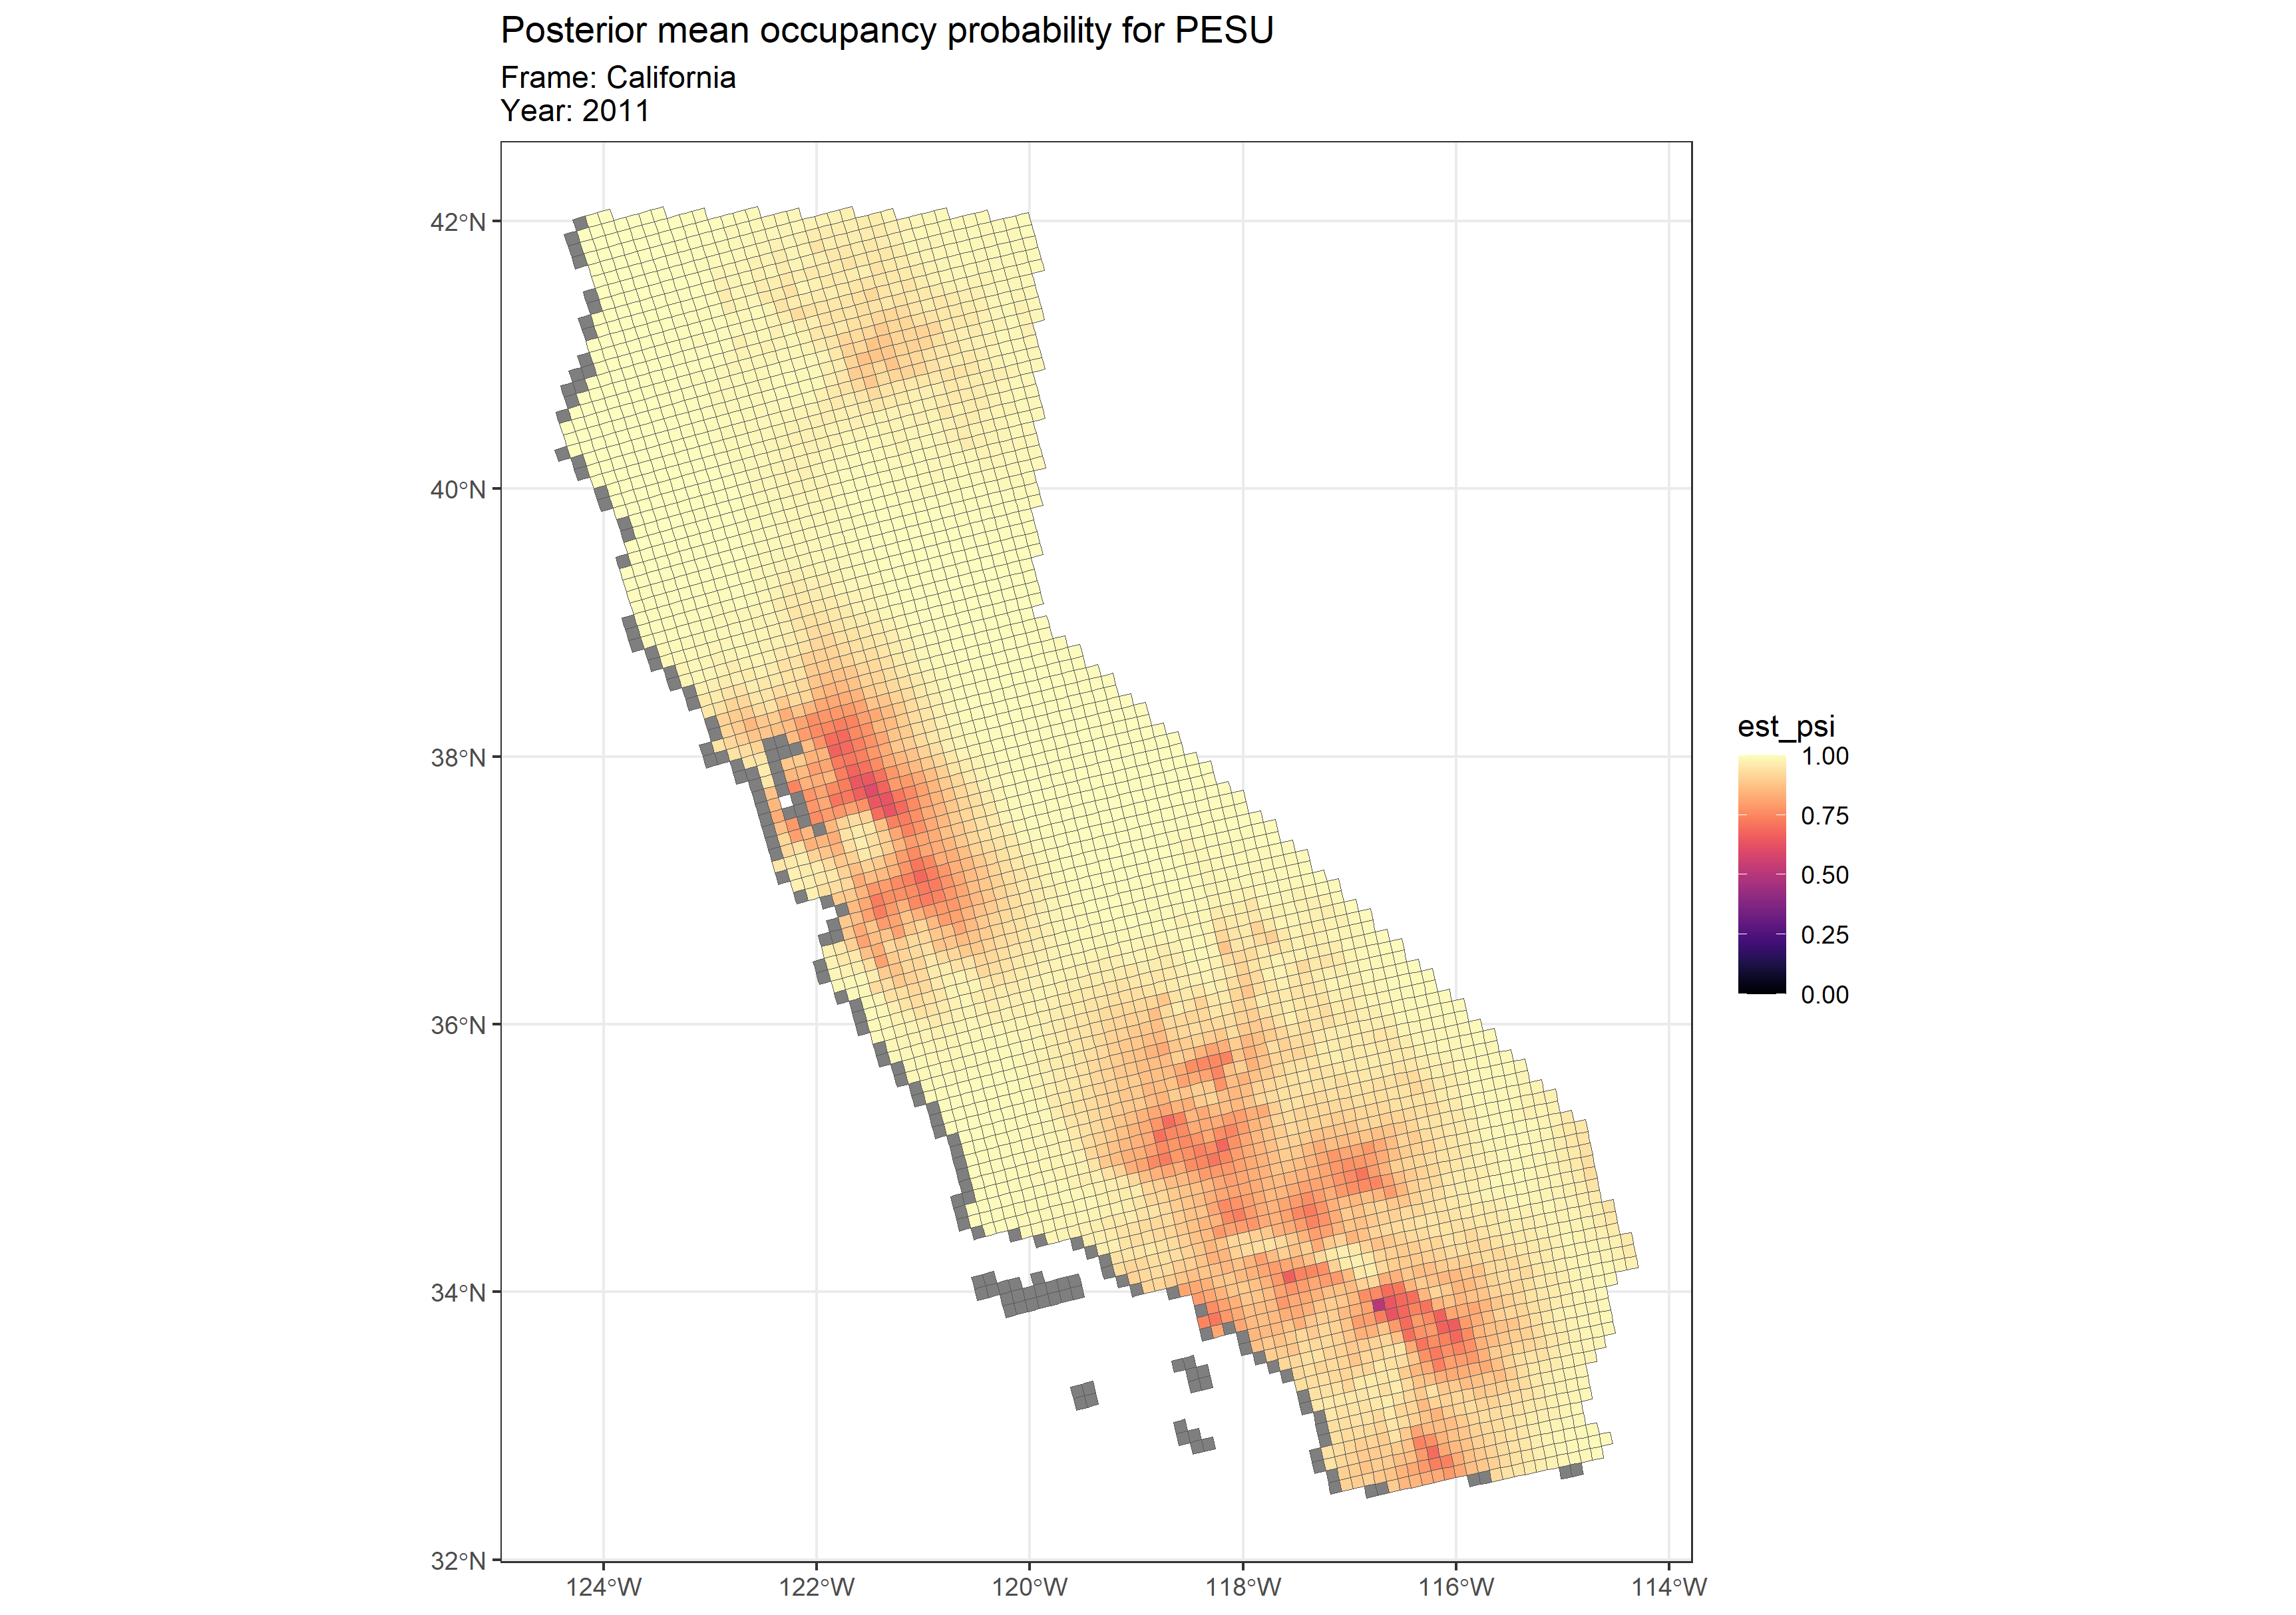 Posterior mean occupancy probability for PESU
Frame: California
Year: 2011
42°N
40°N
38°N
36°N
34°N
32°N
124°W 122°W 120°W 118°W 116°W 114°W
est_psi
1.00
0.75
0.50
0.25
0.00